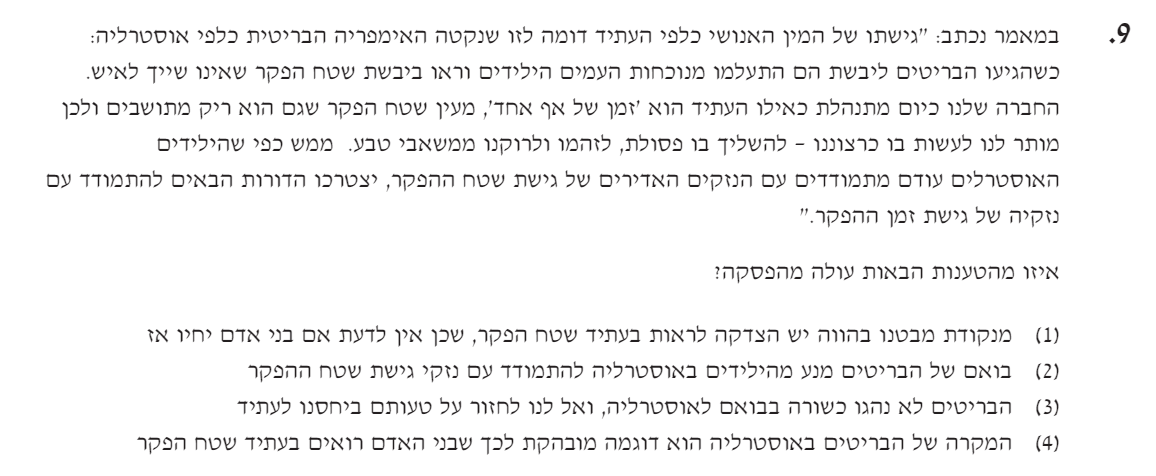 9. במאמר נכתב: "גישתו של המין האנושי כלפי העתיד דומה לזו שנקטה האימפריה הבריטית כלפי אוסטרליה:
כשהגיעו הבריטים ליבשת הם התעלמו מנוכחות העמים הילידים וראו ביבשת שטח הפקר שאינו שייך לאיש.
החברה שלנו כיום מתנהלת כאילו העתיד הוא 'זמן של אף אחד', מעין שטח הפקר שגם הוא ריק מתושבים ולכן
מותר לנו לעשות בו כרצוננו – להשליך בו פסולת, לזהמו ולרוקנו ממשאבי טבע. ממש כפי שהילידים
האוסטרלים עודם מתמודדים עם הנזקים האדירים של גישת שטח ההפקר, יצטרכו הדורות הבאים להתמודד עם
נזקיה של גישת זמן ההפקר."
איזו מהטענות הבאות עולה מהפסקה?
(1) מנקודת מבטנו בהווה יש הצדקה לראות בעתיד שטח הפקר, שכן אין לדעת אם בני אדם יחיו אז
(2) בואם של הבריטים מנע מהילידים באוסטרליה להתמודד עם נזקי גישת שטח ההפקר
(3) הבריטים לא נהגו כשורה בבואם לאוסטרליה, ואל לנו לחזור על טעותם ביחסנו לעתיד
(4) המקרה של הבריטים באוסטרליה הוא דוגמה מובהקת לכך שבני האדם רואים בעתיד שטח הפקר